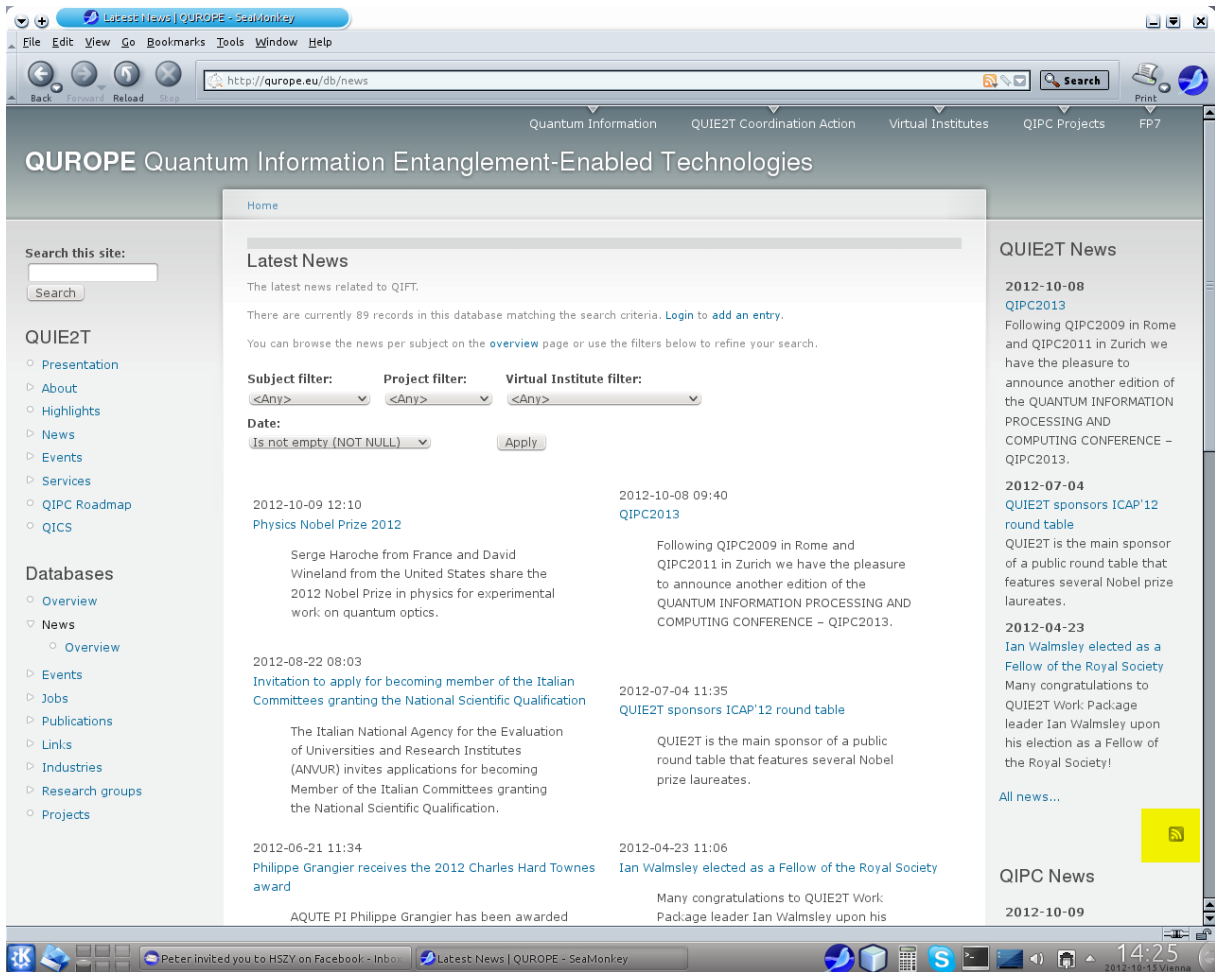 Latest News | QUROPE - SeaMonkey
File Edit View Go Bookmarks Tools Window Help
Back Forward Reload Stop
http://qurope.eu/db/news
Search
Print
Quantum Information QUIE2T Coordination Action Virtual Institutes QIPC Projects FP7
QUROPE Quantum Information Entanglement-Enabled Technologies
Home
Search this site:
Search
QUIE2T
Presentation
About
Highlights
News
Events
Services
QIPC Roadmap
QICS
Databases
Overview
News
Overview
Events
Jobs
Publications
Links
Industries
Research groups
Projects
Latest News
The latest news related to QIFT.
There are currently 89 records in this database matching the search criteria. Login to add an entry.
You can browse the news per subject on the overview page or use the filters below to refine your search.
Subject filter: Project filter: Virtual Institute filter:
<Any> <Any> <Any>
Date:
Is not empty (NOT NULL) Apply
2012-10-09 12:10
Physics Nobel Prize 2012
Serge Haroche from France and David
Wineland from the United States share the
2012 Nobel Prize in physics for experimental
work on quantum optics.
2012-10-08 09:40
QIPC2013
Following QIPC2009 in Rome and
QIPC2011 in Zurich we have the pleasure
to announce another edition of the
QUANTUM INFORMATION PROCESSING AND
COMPUTING CONFERENCE – QIPC2013.
2012-08-22 08:03
Invitation to apply for becoming member of the Italian
Committees granting the National Scientific Qualification
The Italian National Agency for the Evaluation
of Universities and Research Institutes
(ANVUR) invites applications for becoming
Member of the Italian Committees granting
the National Scientific Qualification.
2012-07-04 11:35
QUIE2T sponsors ICAP'12 round table
QUIE2T is the main sponsor of a public
round table that features several Nobel
prize laureates.
2012-06-21 11:34
Philippe Grangier receives the 2012 Charles Hard Townes
award
AQUTE PI Philippe Grangier has been awarded
2012-04-23 11:06
Ian Walmsley elected as a Fellow of the Royal Society
Many congratulations to QUIE2T Work
Package leader Ian Walmsley upon his
QUIE2T News
2012-10-08
QIPC2013
Following QIPC2009 in Rome
and QIPC2011 in Zurich we
have the pleasure to
announce another edition of
the QUANTUM INFORMATION
PROCESSING AND
COMPUTING CONFERENCE –
QIPC2013.
2012-07-04
QUIE2T sponsors ICAP'12
round table
QUIE2T is the main sponsor
of a public round table that
features several Nobel prize
laureates.
2012-04-23
Ian Walmsley elected as a
Fellow of the Royal Society
Many congratulations to
QUIE2T Work Package
leader Ian Walmsley upon
his election as a Fellow of
the Royal Society!
All news...
QIPC News
2012-10-09
Peter invited you to HSZY on Facebook - Inbox
Latest News | QUROPE - SeaMonkey
14:25
2012-10-15 Vienna